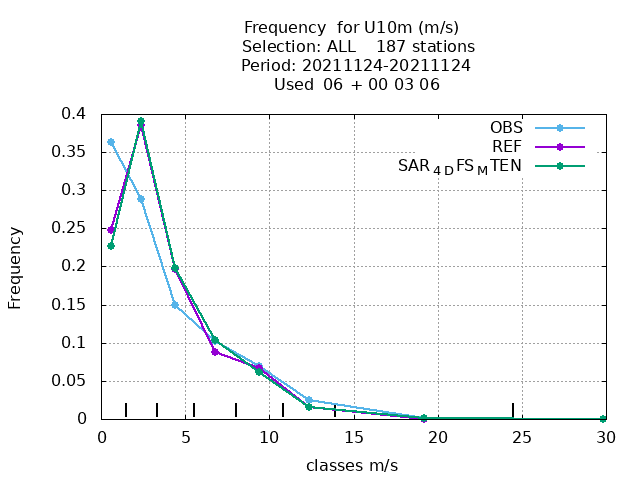 Frequency  for U10m (m/s)
Selection: ALL    187 stations
Period: 20211124-20211124
Used  06 + 00 03 06
0.4
0.35
0.3
0.25
0.2
0.15
0.1
0.05
0
Frequency
OBS
REF
SAR4DFSMTEN
0 5 10 15 20 25 30
classes m/s